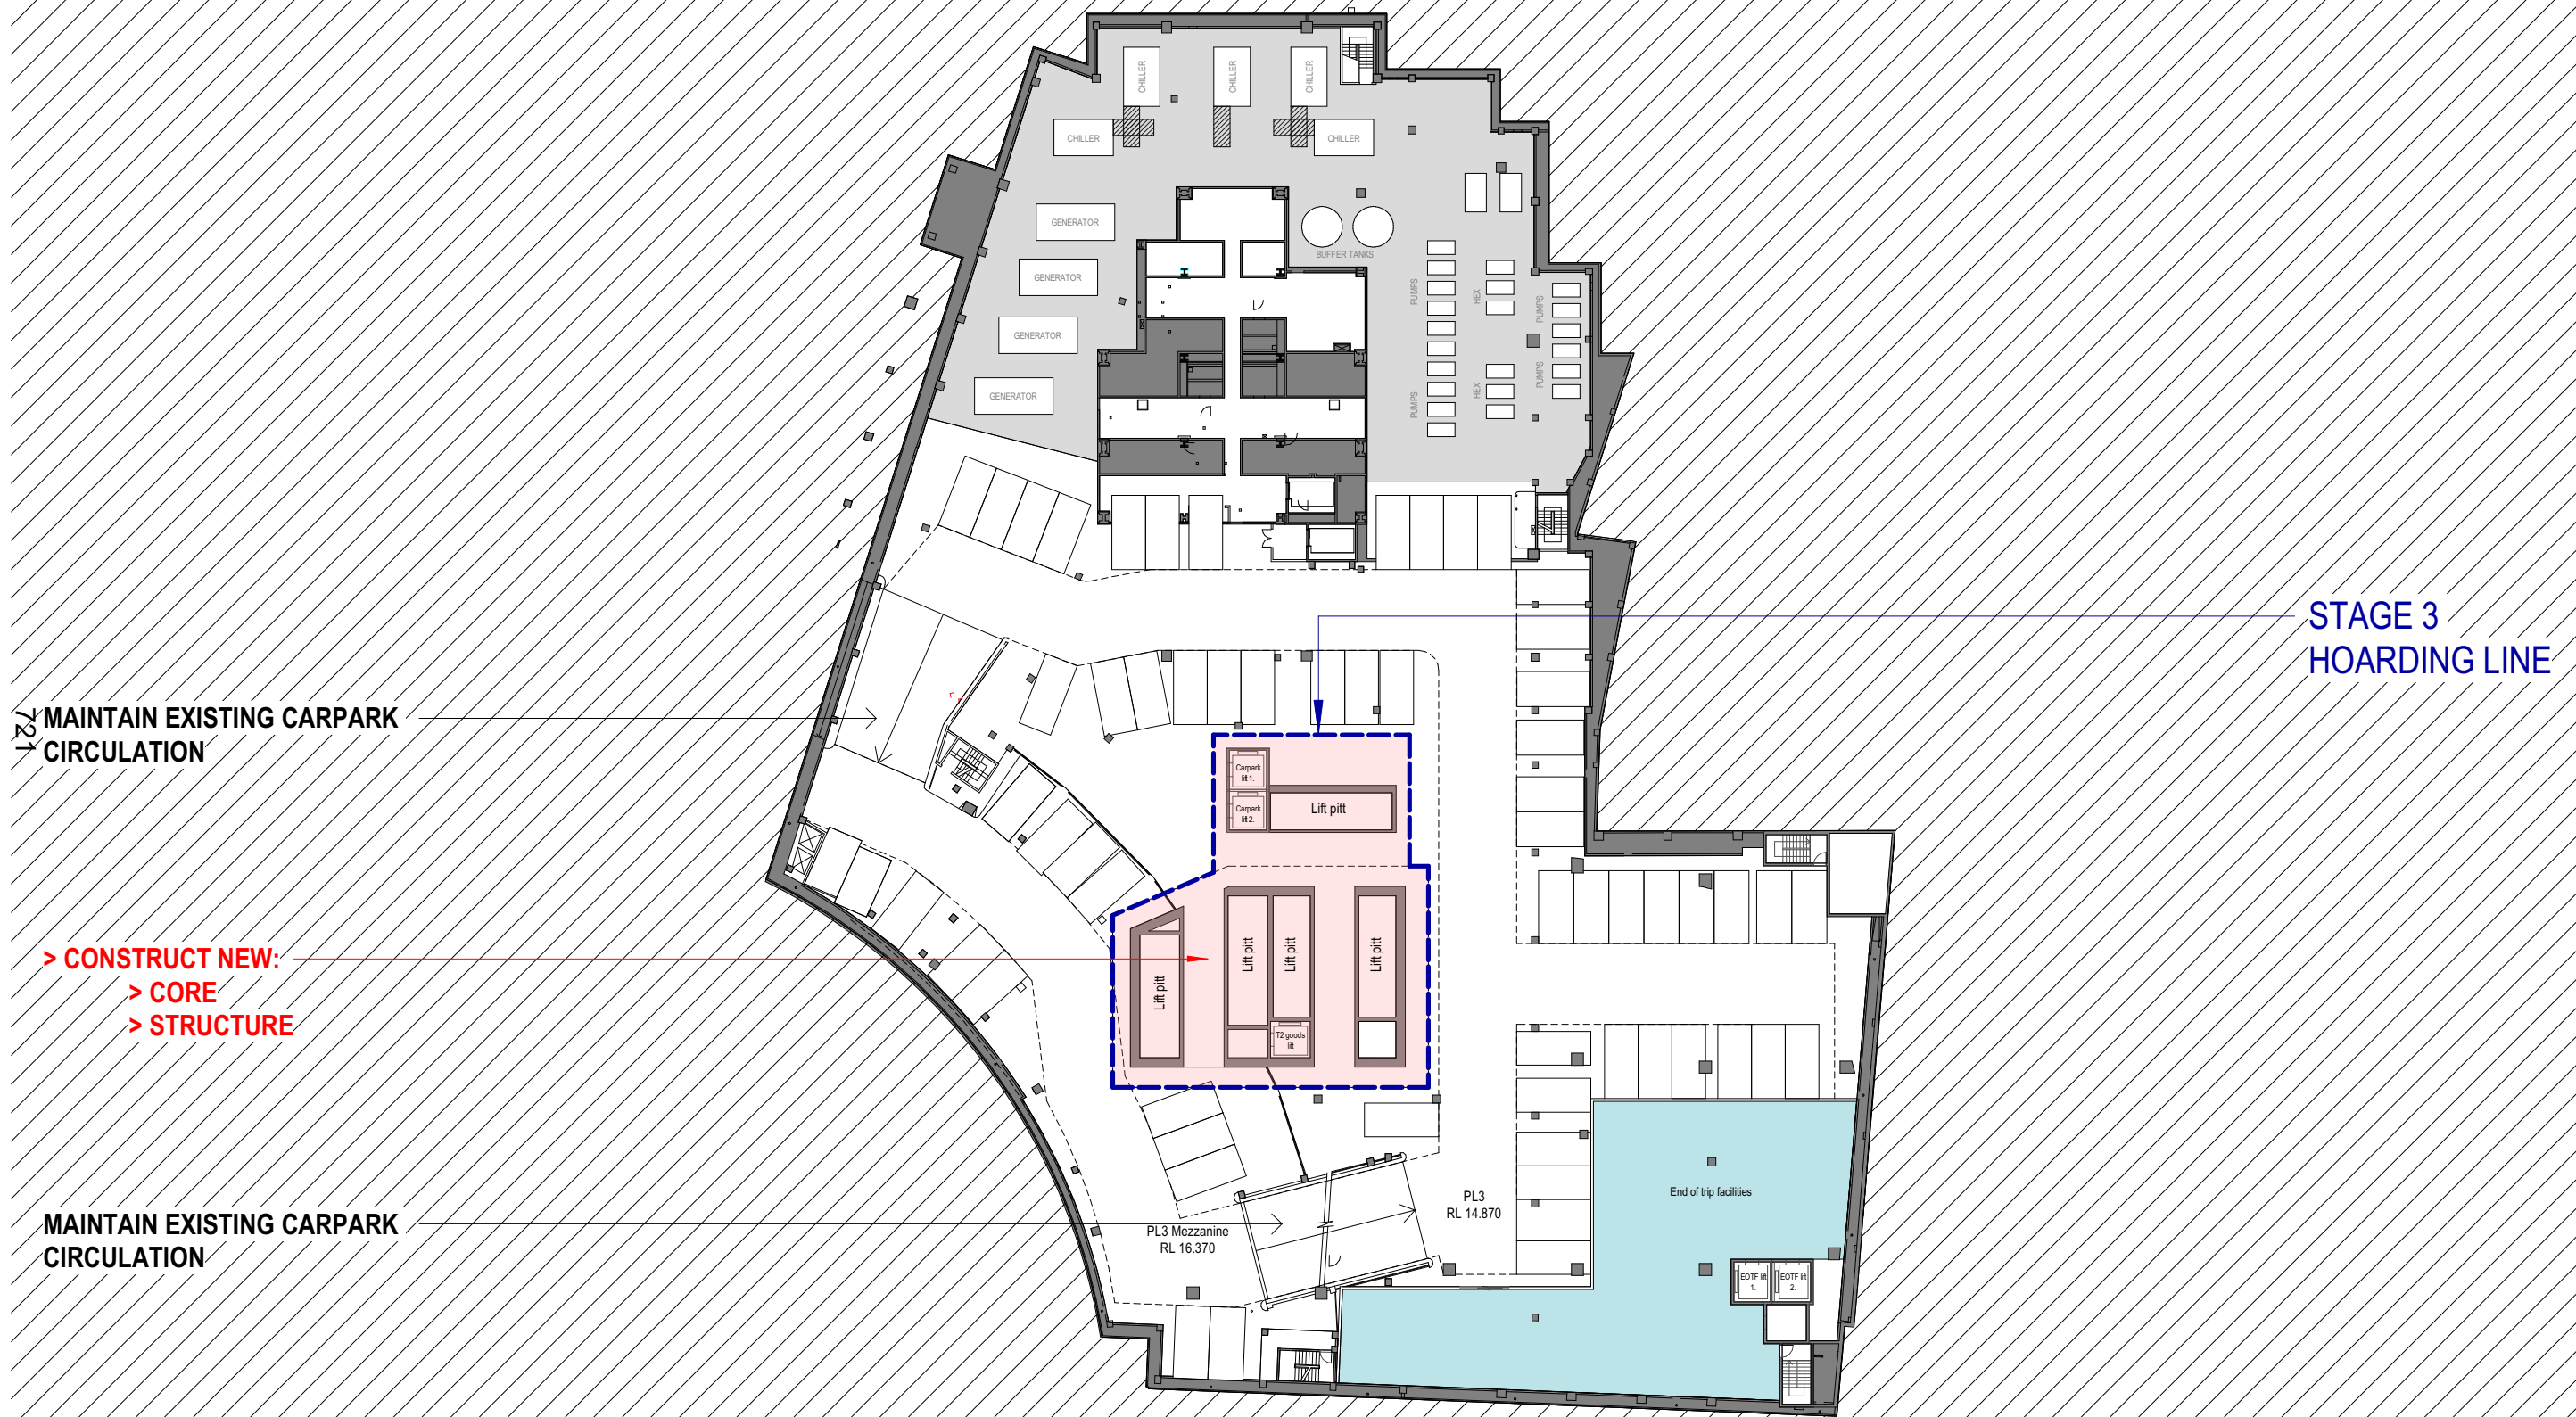 CHILLER
CHILLER
CHILLER
CHILLER
CHILLER
GENERATOR
GENERATOR
GENERATOR
GENERATOR
BUFFER TANKS
PUMPS
HEX
PUMPS
PUMPS
HEX
PUMPS
STAGE 3
HOARDING LINE
721
MAINTAIN EXISTING CARPARK
CIRCULATION
Carpark
lift 1.
Carpark
lift 2.
Lift pitt
> CONSTRUCT NEW:
> CORE
> STRUCTURE
Lift pitt
Lift pitt
Lift pitt
Lift pitt
T2 goods
lift
MAINTAIN EXISTING CARPARK
CIRCULATION
PL3 Mezzanine
RL 16.370
PL3
RL 14.870
End of trip facilities
EOTF lift
1.
EOTF lift
2.